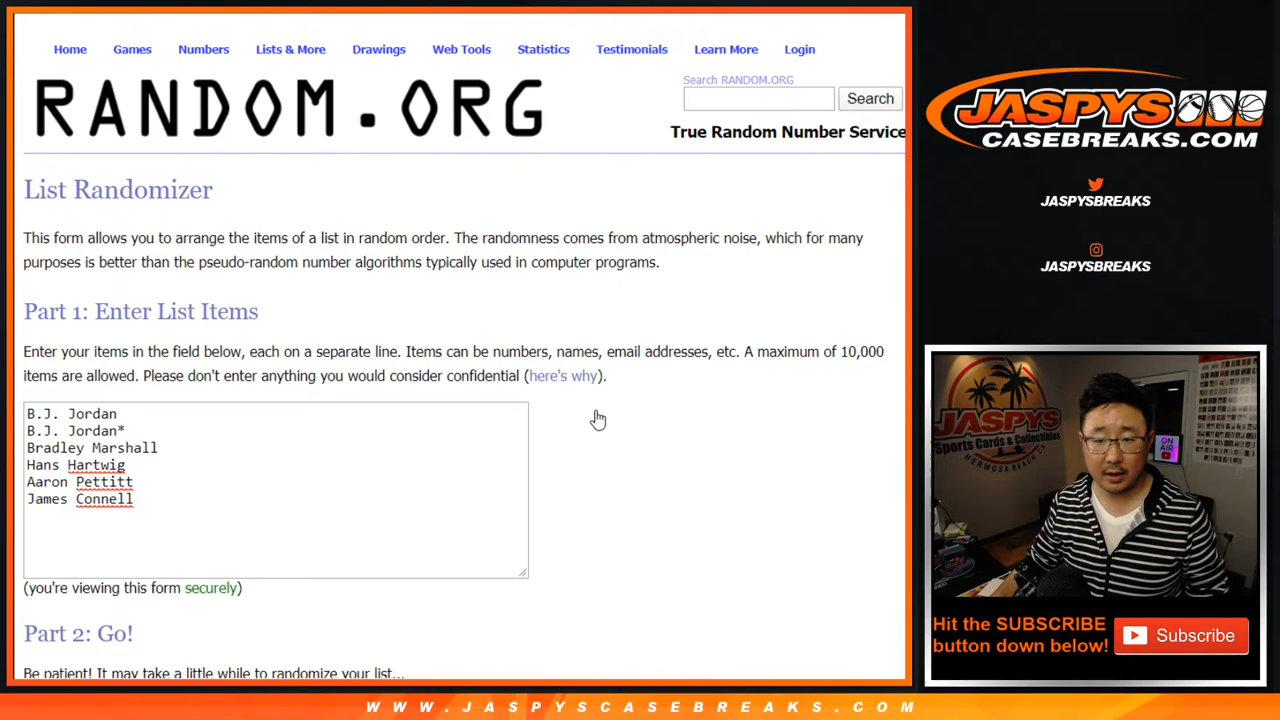 Home Games Numbers Lists & More Drawings Web Tools Statistics Testimonials Learn More Login
RANDOM.ORG
Search RANDOM.ORG
Search
True Random Number Service
List Randomizer
This form allows you to arrange the items of a list in random order. The randomness comes from atmospheric noise, which for many
purposes is better than the pseudo-random number algorithms typically used in computer programs.
Part 1: Enter List Items
Enter your items in the field below, each on a separate line. Items can be numbers, names, email addresses, etc. A maximum of 10,000
items are allowed. Please don't enter anything you would consider confidential (here's why).
B.J. Jordan
B.J. Jordan*
Bradley Marshall
Hans Hartwig
Aaron Pettitt
James Connell
(you're viewing this form securely)
Part 2: Go!
Be patient! It may take a little while to randomize your list...
JASPYS
CASEBREAKS.COM
JASPYSBREAKS
JASPYSBREAKS
JASPYS
Sports Cards & Collectibles
HERMOSA BEACH, CA
ON
AIR
Hit the SUBSCRIBE
button down below!
Subscribe
WWW.JASPYSCASEBREAKS.COM